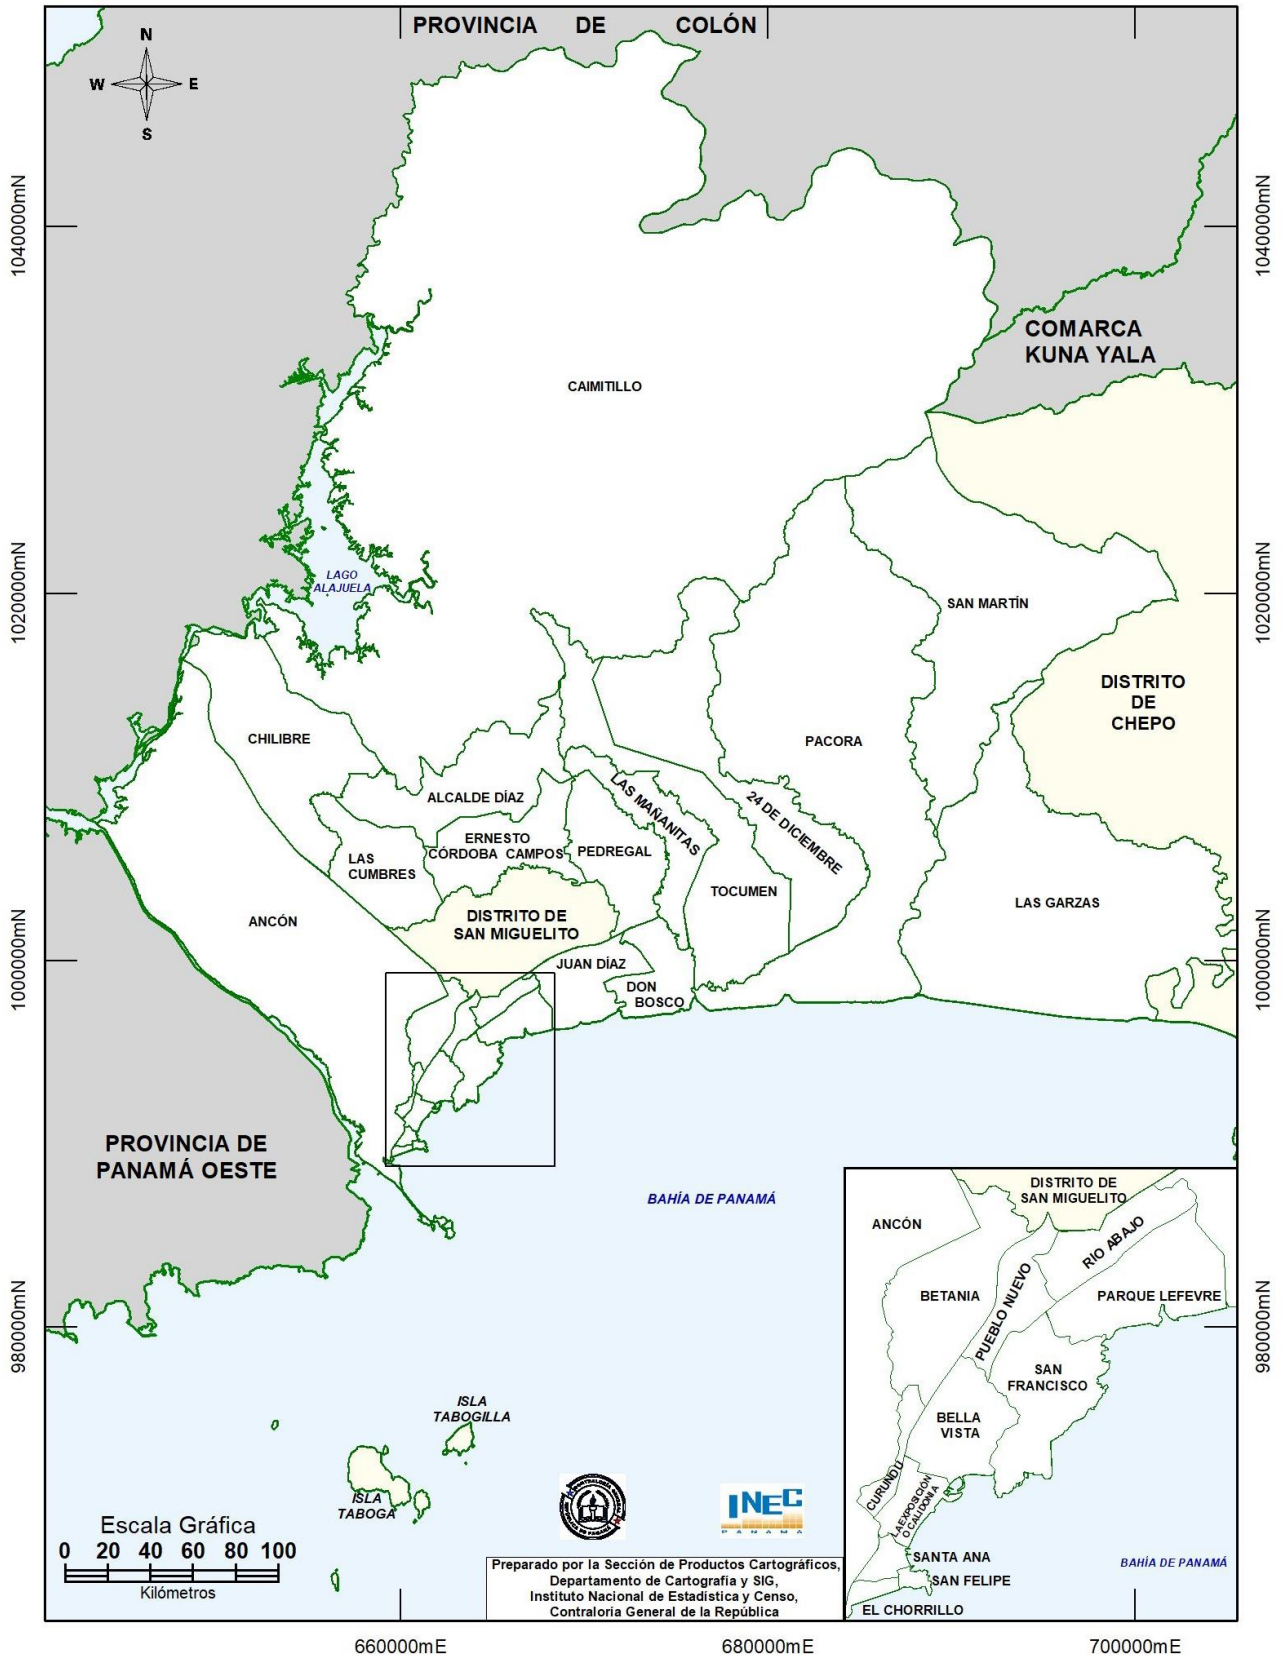 PROVINCIA DE COLÓN
N
W E
S
1040000mN
1040000mN
COMARCA
KUNA YALA
CAIMITILLO
LAGO
ALAJUELA
1020000mN
1020000mN
SAN MARTÍN
DISTRITO
DE
CHEPO
CHILIBRE
PACORA
ALCALDE DÍAZ
LAS MAÑANITAS
24 DE DICIEMBRE
ERNESTO
CÓRDOBA CAMPOS
PEDREGAL
LAS
CUMBRES
TOCUMEN
LAS GARZAS
ANCÓN
DISTRITO DE
SAN MIGUELITO
1000000mN
1000000mN
JUAN DÍAZ
DON
BOSCO
PROVINCIA DE
PANAMÁ OESTE
BAHÍA DE PANAMÁ
DISTRITO DE
SAN MIGUELITO
ANCÓN
RÍO ABAJO
BETANIA
PUEBLO NUEVO
PARQUE LEFEVRE
980000mN
980000mN
SAN
FRANCISCO
BELLA
VISTA
CURUNDÚ
LA EXPOSICIÓN
O CALIDONIA
SANTA ANA
SAN FELIPE
EL CHORRILLO
BAHÍA DE PANAMÁ
ISLA
TABOGILLA
ISLA
TABOGA
INEC
PANAMÁ
Escala Gráfica
0 20 40 60 80 100
Kilómetros
Preparado por la Sección de Productos Cartográficos,
Departamento de Cartografía y SIG,
Instituto Nacional de Estadística y Censo,
Contraloría General de la República
660000mE
680000mE
700000mE